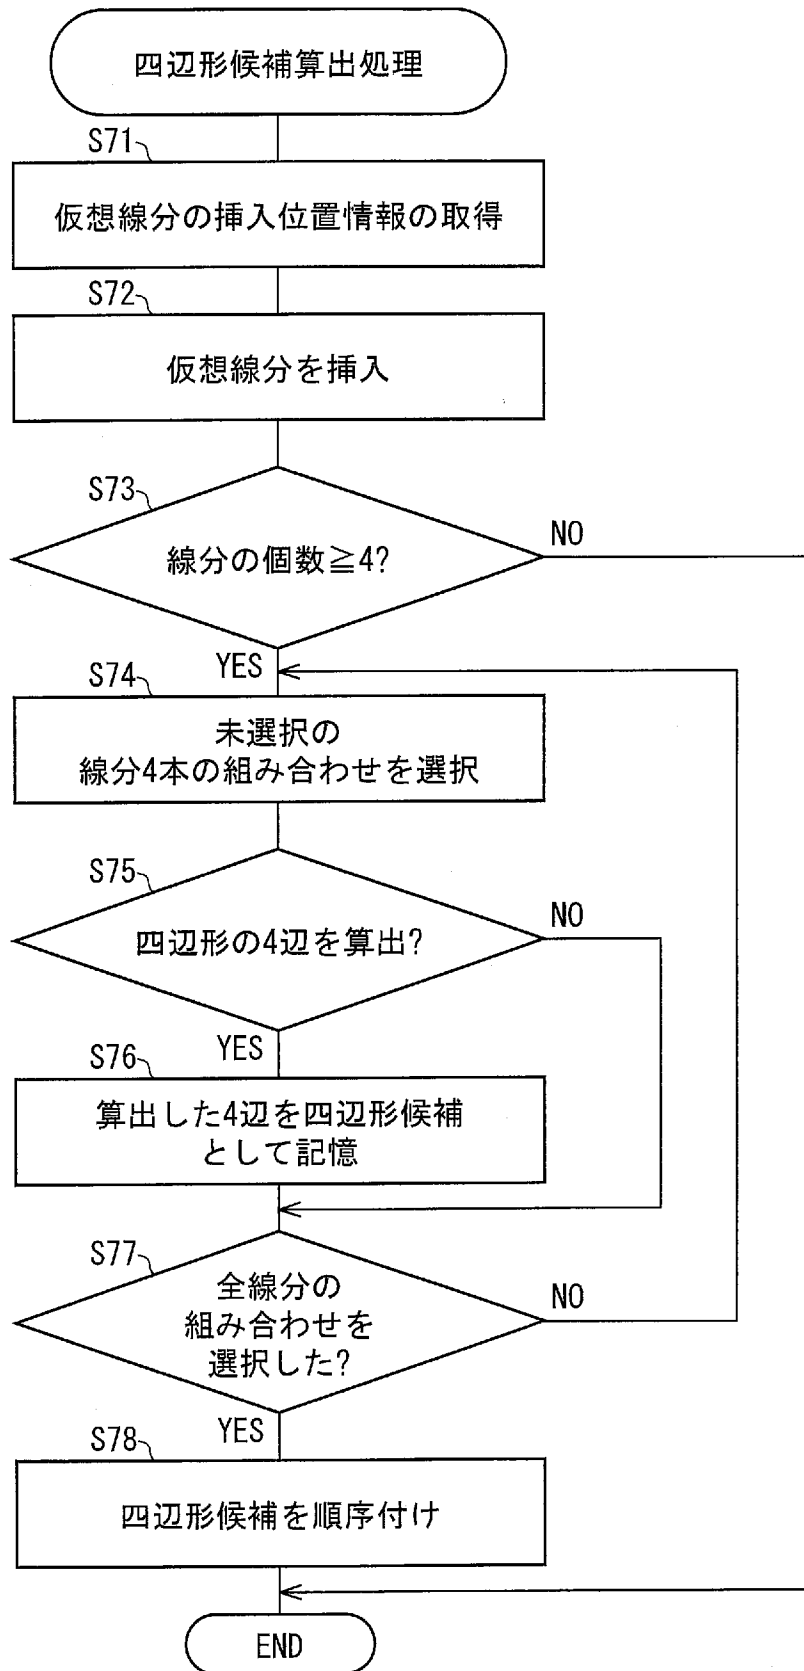 四辺形候補算出処理
S71
仮想線分の挿入位置情報の取得
S72
仮想線分を挿入
S73
線分の個数≧4?
NO
YES
S74
未選択の
線分4本の組み合わせを選択
S75
四辺形の4辺を算出?
NO
YES
S76
算出した4辺を四辺形候補
として記憶
S77
全線分の
組み合わせを
選択した?
NO
YES
S78
四辺形候補を順序付け
END